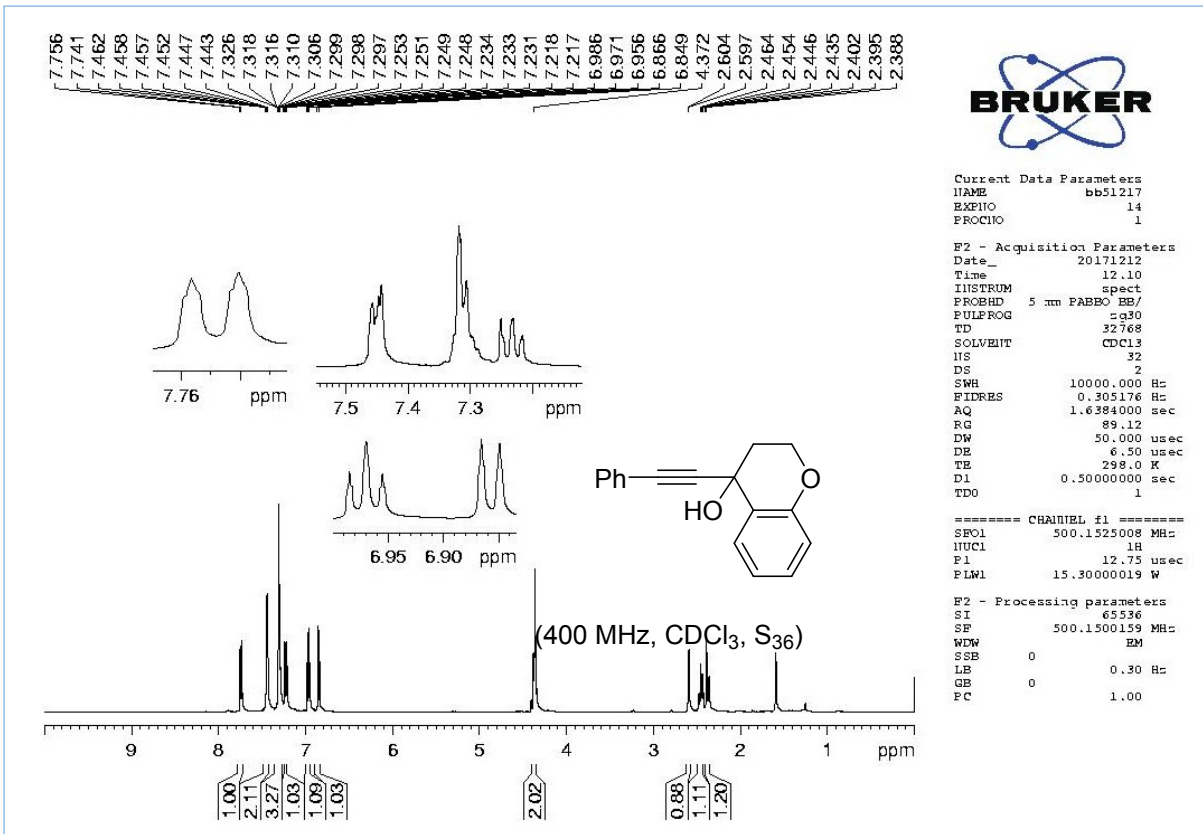 7.756 7.741 7.462 7.458 7.457 7.452 7.447 7.443 7.326 7.318 7.316 7.310 7.306 7.299 7.298 7.297 7.253 7.251 7.249 7.248 7.234 7.233 7.231 7.218 7.217 6.986 6.971 6.956 6.866 6.849 4.372 2.604 2.597 2.464 2.454 2.446 2.435 2.402 2.395 2.388
BRUKER
Current Data Parameters
NAME bb51217
EXPNO 14
PROCNO 1
F2 - Acquisition Parameters
Date_ 20171212
Time 12.10
INSTRUM spect
PROBHD 5 mm PABBO BB/
PULPROG zg30
TD 32768
SOLVENT CDCl3
NS 32
DS 2
SWH 10000.000 Hz
FIDRES 0.305176 Hz
AQ 1.6384000 sec
RG 89.12
DW 50.000 usec
DE 6.50 usec
TE 298.0 K
D1 0.50000000 sec
TD0 1
======== CHANNEL f1 ========
SFO1 500.1525008 MHz
NUC1 1H
P1 12.75 usec
PLW1 15.30000019 W
F2 - Processing parameters
SI 65536
SF 500.1500159 MHz
WDW EM
SSB 0
LB 0.30 Hz
GB 0
PC 1.00
7.76 ppm
7.5 7.4 7.3 ppm
6.95 6.90 ppm
Ph
O
HO
(400 MHz, CDCl₃, S₃₆)
9 8 7 6 5 4 3 2 1 ppm
1.00 2.11 3.27 1.03 1.09 1.03 2.02 0.88 1.11 1.20